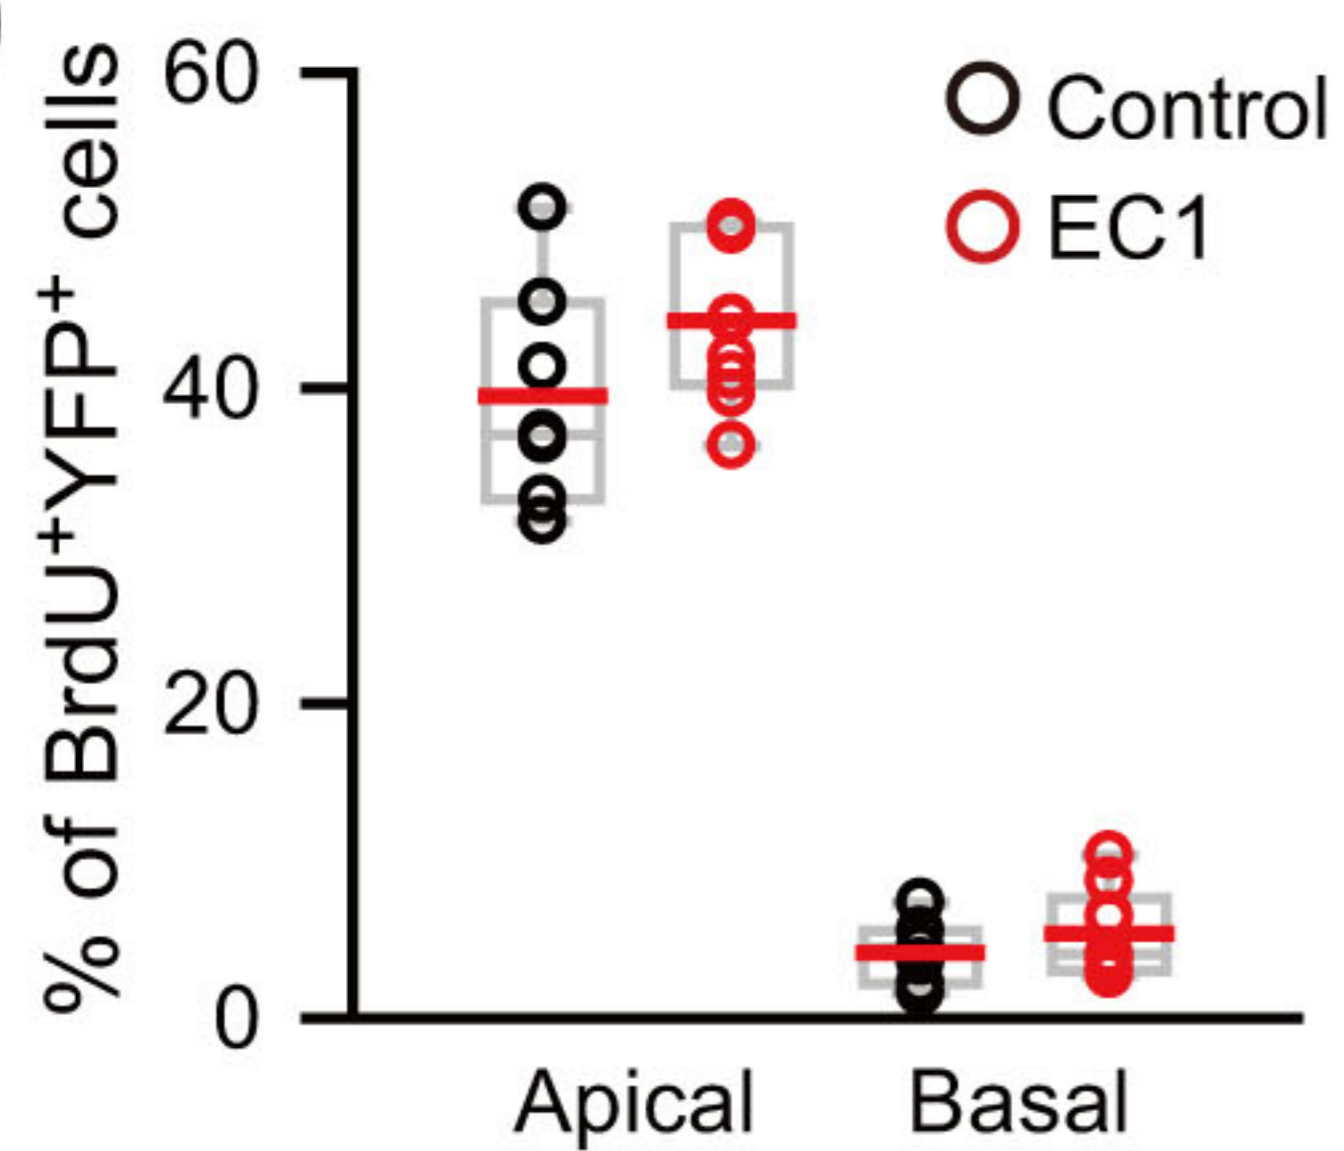 % of BrdU⁺YFP⁺ cells
60
40
20
0
Control
EC1
Apical
Basal